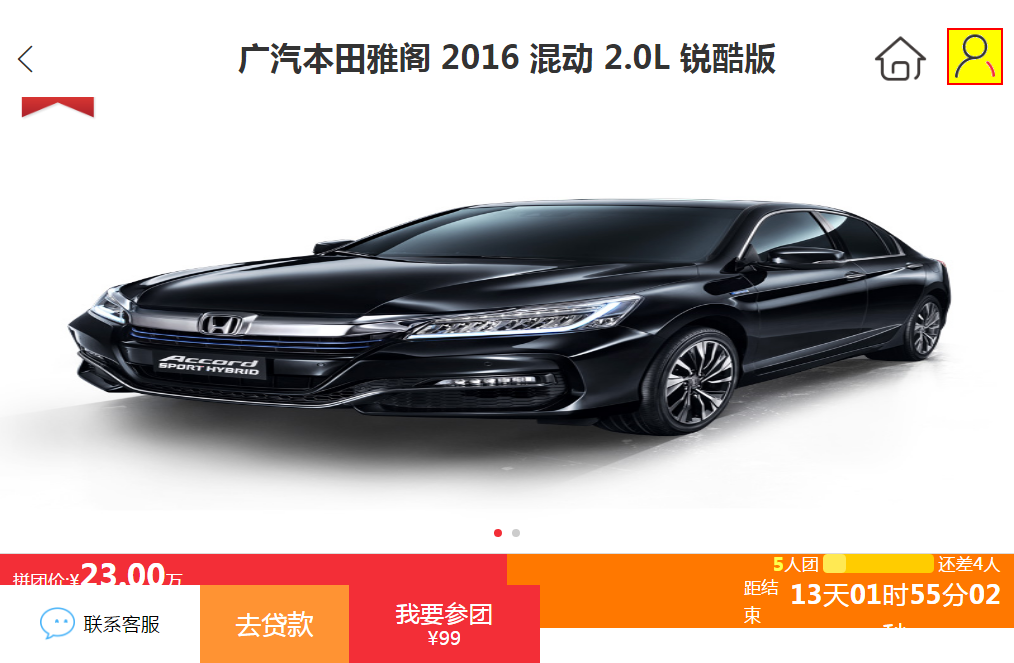 广汽本田雅阁 2016 混动 2.0L 锐酷版
Accord
SPORT HYBRID
5人团 还差4人
拼团价:¥23.00万
距结束 13天01时55分02秒
联系客服
去贷款
我要参团
¥99